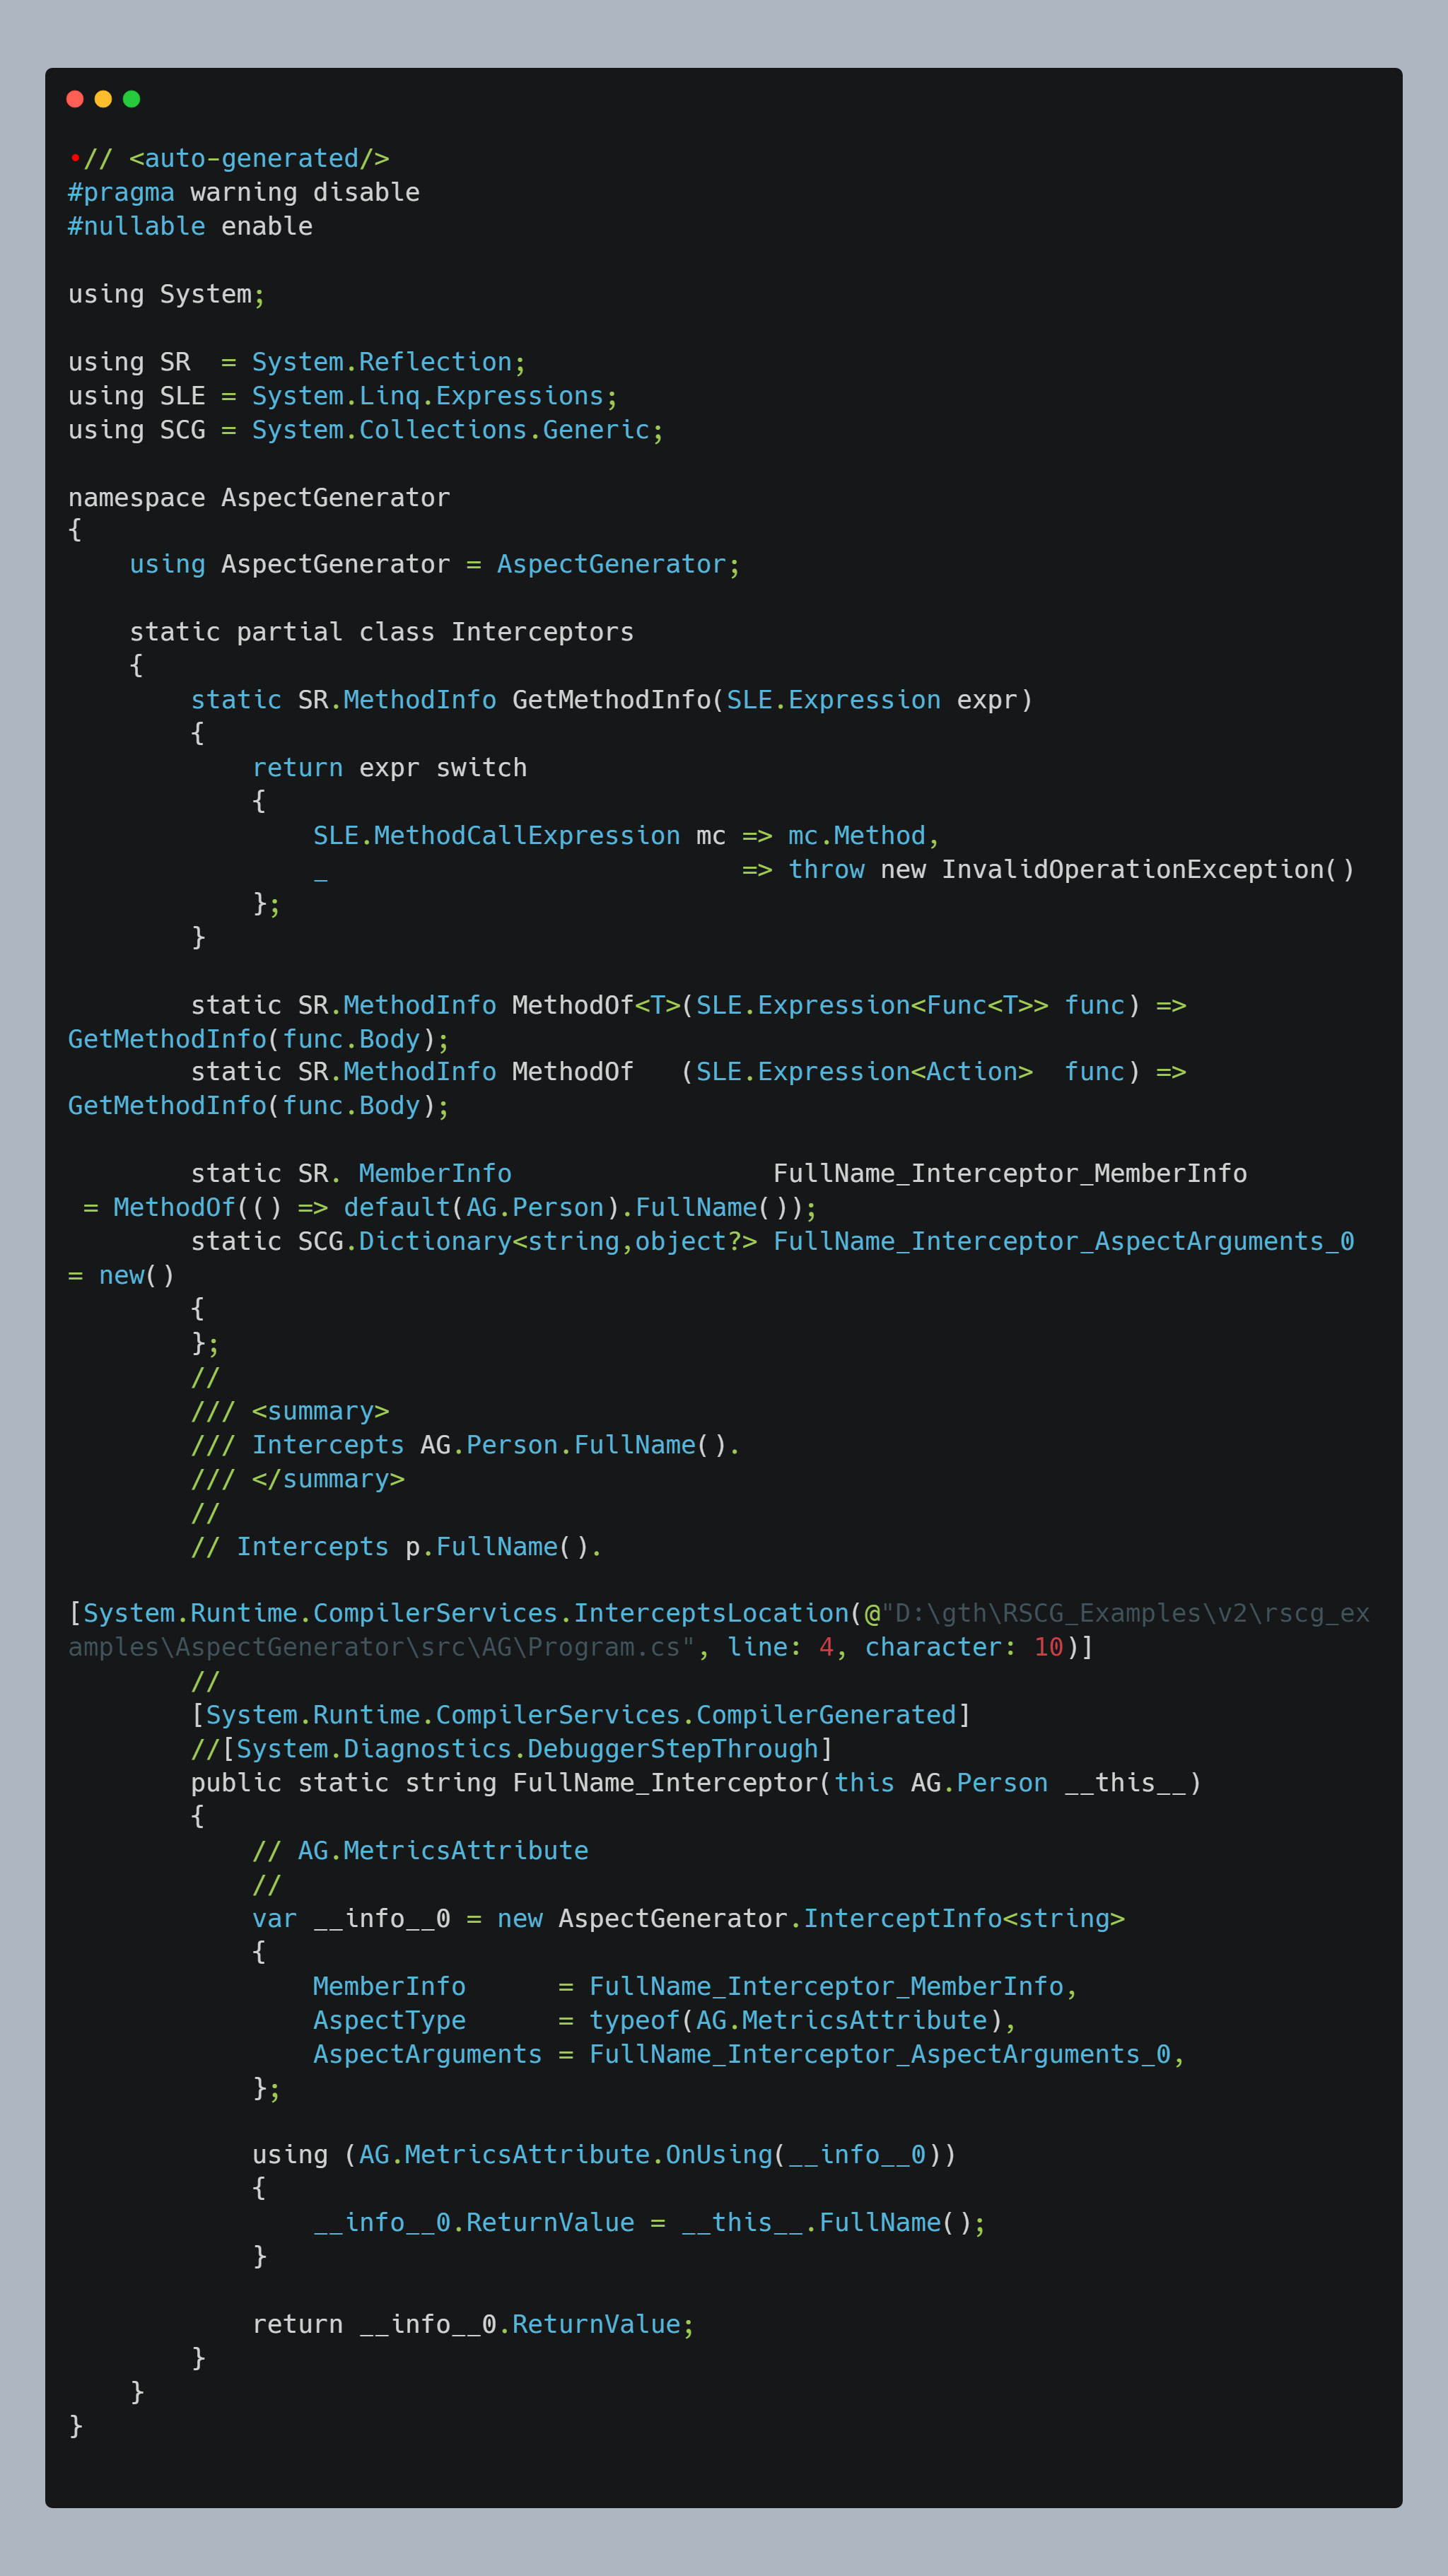 •// <auto-generated/>
#pragma warning disable
#nullable enable

using System;

using SR  = System.Reflection;
using SLE = System.Linq.Expressions;
using SCG = System.Collections.Generic;

namespace AspectGenerator
{
    using AspectGenerator = AspectGenerator;

    static partial class Interceptors
    {
        static SR.MethodInfo GetMethodInfo(SLE.Expression expr)
        {
            return expr switch
            {
                SLE.MethodCallExpression mc => mc.Method,
                _                           => throw new InvalidOperationException()
            };
        }

        static SR.MethodInfo MethodOf<T>(SLE.Expression<Func<T>> func) =>
GetMethodInfo(func.Body);
        static SR.MethodInfo MethodOf   (SLE.Expression<Action>  func) =>
GetMethodInfo(func.Body);

        static SR. MemberInfo                 FullName_Interceptor_MemberInfo
 = MethodOf(() => default(AG.Person).FullName());
        static SCG.Dictionary<string,object?> FullName_Interceptor_AspectArguments_0
= new()
        {
        };
        //
        /// <summary>
        /// Intercepts AG.Person.FullName().
        /// </summary>
        //
        // Intercepts p.FullName().

[System.Runtime.CompilerServices.InterceptsLocation(@"D:\gth\RSCG_Examples\v2\rscg_ex
amples\AspectGenerator\src\AG\Program.cs", line: 4, character: 10)]
        //
        [System.Runtime.CompilerServices.CompilerGenerated]
        //[System.Diagnostics.DebuggerStepThrough]
        public static string FullName_Interceptor(this AG.Person __this__)
        {
            // AG.MetricsAttribute
            //
            var __info__0 = new AspectGenerator.InterceptInfo<string>
            {
                MemberInfo      = FullName_Interceptor_MemberInfo,
                AspectType      = typeof(AG.MetricsAttribute),
                AspectArguments = FullName_Interceptor_AspectArguments_0,
            };

            using (AG.MetricsAttribute.OnUsing(__info__0))
            {
                __info__0.ReturnValue = __this__.FullName();
            }

            return __info__0.ReturnValue;
        }
    }
}